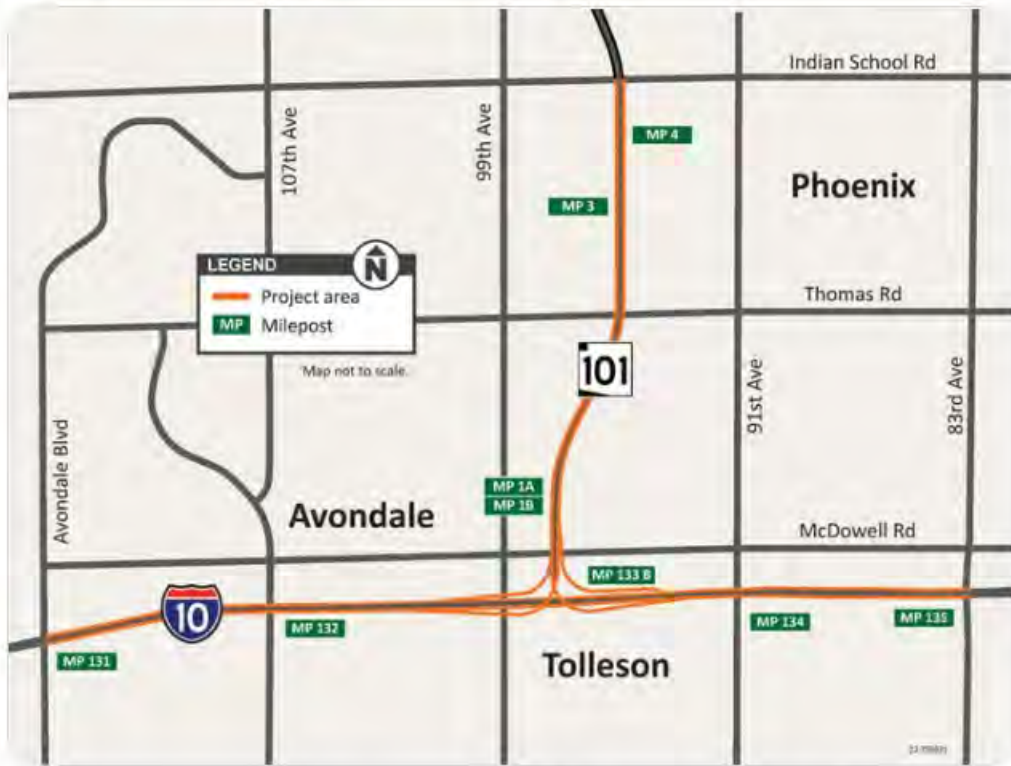 Indian School Rd
MP 4
107th Ave
99th Ave
Phoenix
MP 3
LEGEND
N
Project area
MP Milepost
Thomas Rd
Map not to scale.
101
91st Ave
83rd Ave
Avondale Blvd
MP 1A
MP 1B
Avondale
McDowell Rd
MP 133 B
10
MP 132
MP 134
MP 135
MP 131
Tolleson